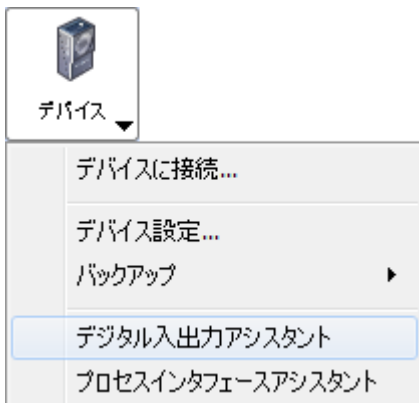 デバイス
デバイスに接続...
デバイス設定...
バックアップ
デジタル入出力アシスタント
プロセスインタフェースアシスタント